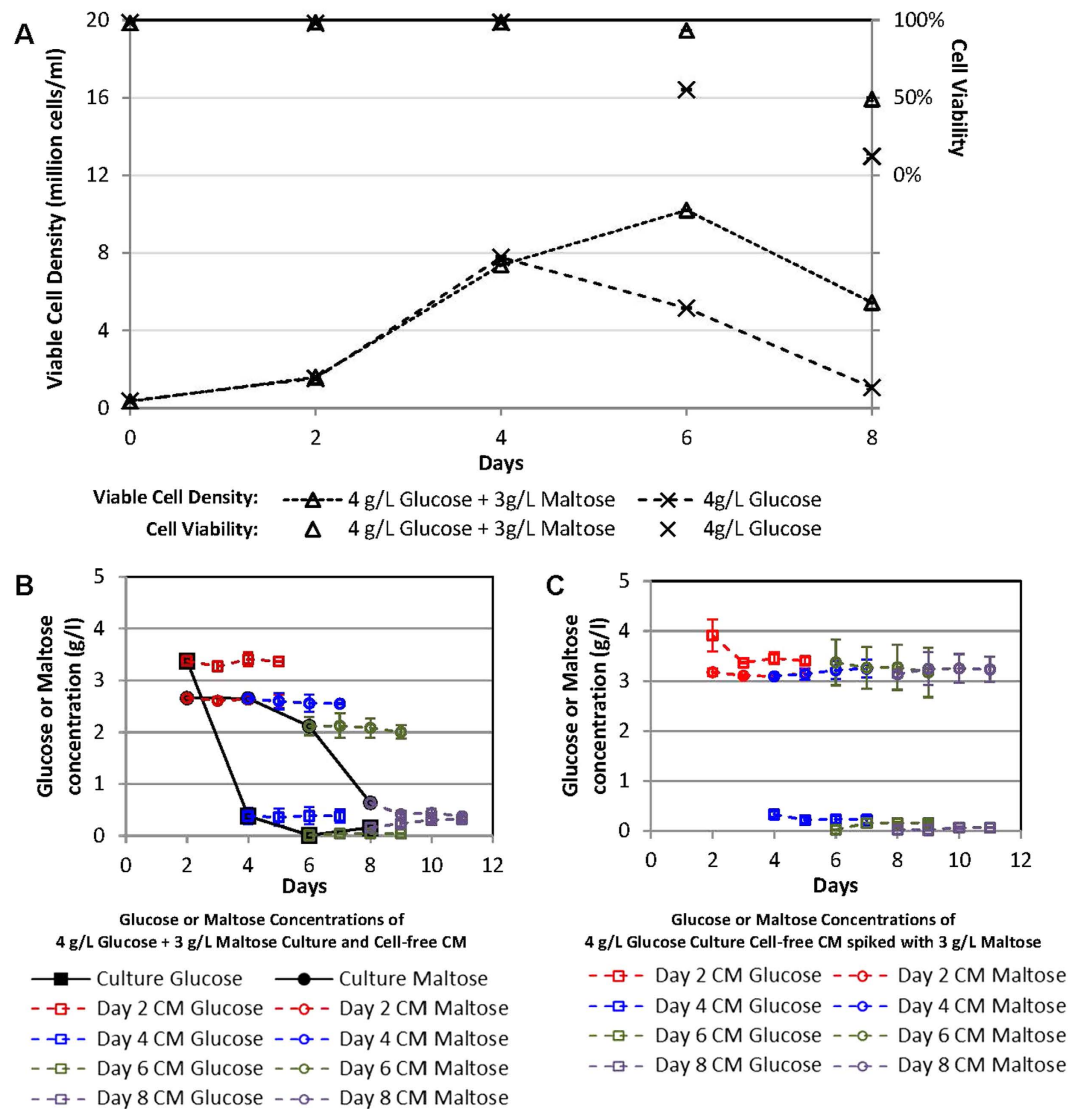 A
Viable Cell Density (million cells/ml)
20
16
12
8
4
0
100%
50%
0%
Cell Viability
0 2 4 6 8
Days
Viable Cell Density: 4 g/L Glucose + 3g/L Maltose 4g/L Glucose
Cell Viability: 4 g/L Glucose + 3g/L Maltose 4g/L Glucose
B
Glucose or Maltose
concentration (g/l)
5
4
3
2
1
0
0 2 4 6 8 10 12
Days
Glucose or Maltose Concentrations of
4 g/L Glucose + 3 g/L Maltose Culture and Cell-free CM
Culture Glucose Culture Maltose
Day 2 CM Glucose Day 2 CM Maltose
Day 4 CM Glucose Day 4 CM Maltose
Day 6 CM Glucose Day 6 CM Maltose
Day 8 CM Glucose Day 8 CM Maltose
C
Glucose or Maltose
concentration (g/l)
5
4
3
2
1
0
0 2 4 6 8 10 12
Days
Glucose or Maltose Concentrations of
4 g/L Glucose Culture Cell-free CM spiked with 3 g/L Maltose
Day 2 CM Glucose Day 2 CM Maltose
Day 4 CM Glucose Day 4 CM Maltose
Day 6 CM Glucose Day 6 CM Maltose
Day 8 CM Glucose Day 8 CM Maltose